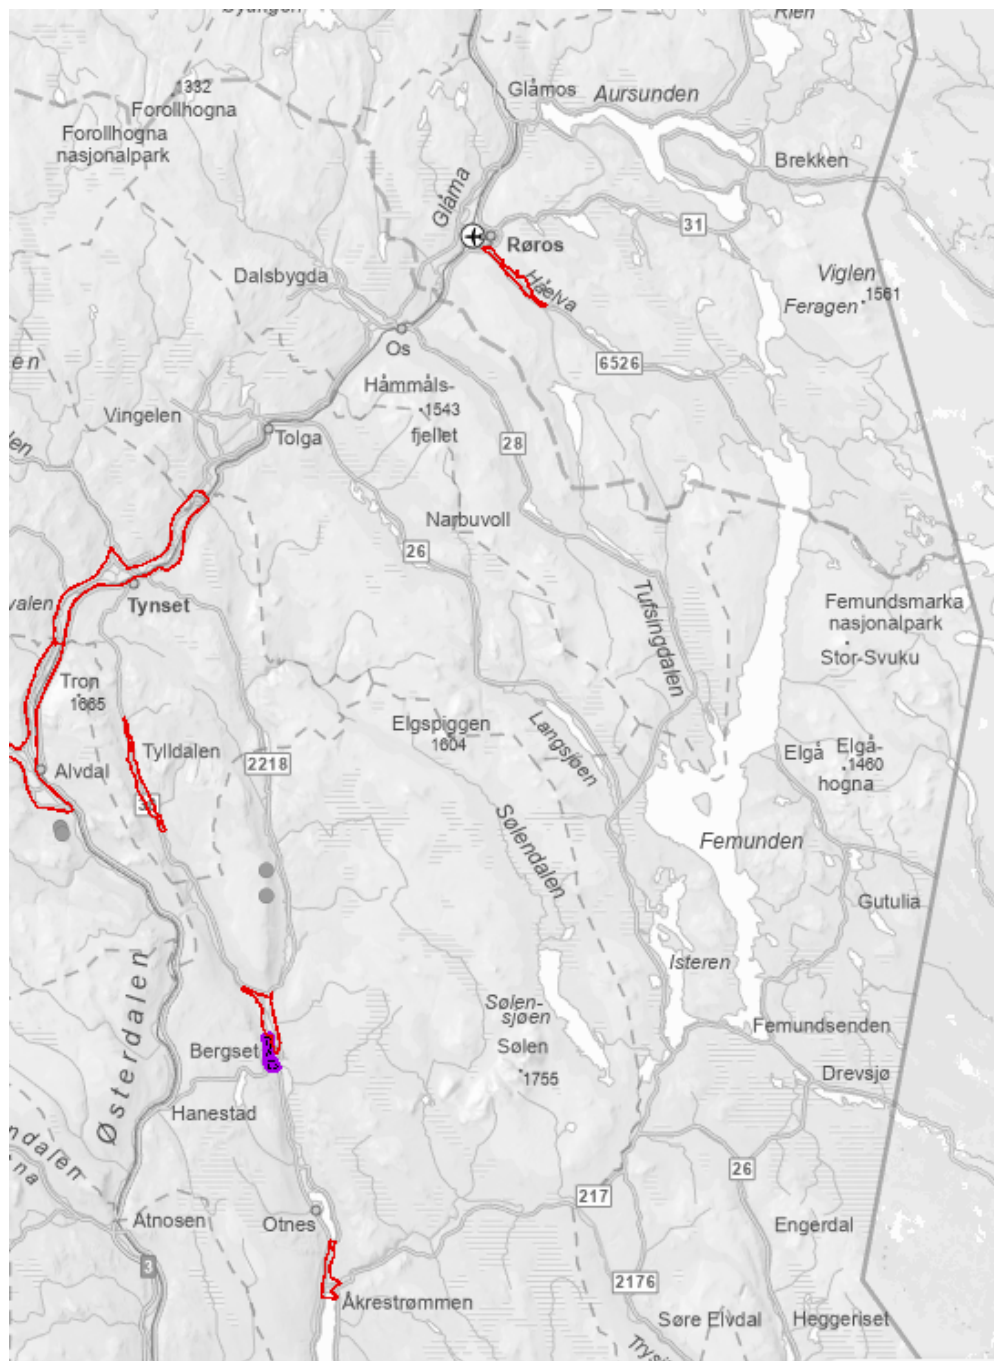 Rien
1332
Forollhogna
Forollhogna
nasjonalpark
Glåmos
Aursunden
Brekken
Glåma
31
Røros
Dalsbygda
Håelva
Viglen
Feragen
1561
Os
6526
en
Håmmåls-
1543
fjellet
Vingelen
Tolga
28
Narbuvoll
26
Tynset
Tufsingdalen
Femundsmarka
nasjonalpark
Stor-Svuku
Tron
1665
Elgspiggen
1604
Langsjøen
Tylldalen
2218
Elgå
Elgå-
1460
hogna
Alvdal
Sølendalen
Femunden
Gutulia
Østerdalen
Isteren
Sølen-
sjøen
Femundsenden
Bergset
Sølen
1755
Drevsjø
Hanestad
ndalen
na
26
217
Atnosen
Otnes
Engerdal
3
2176
Åkrestrømmen
Søre Elvdal
Heggeriset